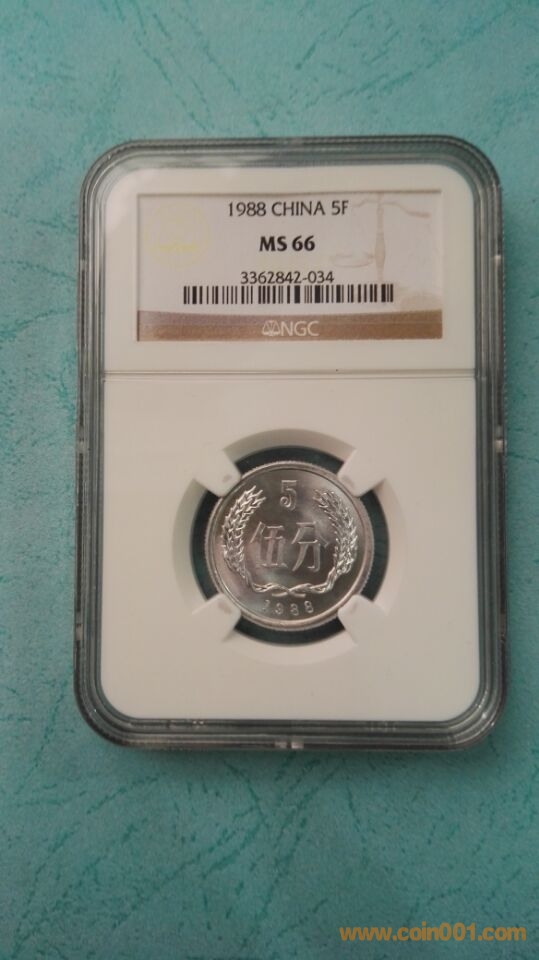 1988 CHINA 5F
MS 66
3362842-034
NGC
5
伍分
1988
www.coin001.com